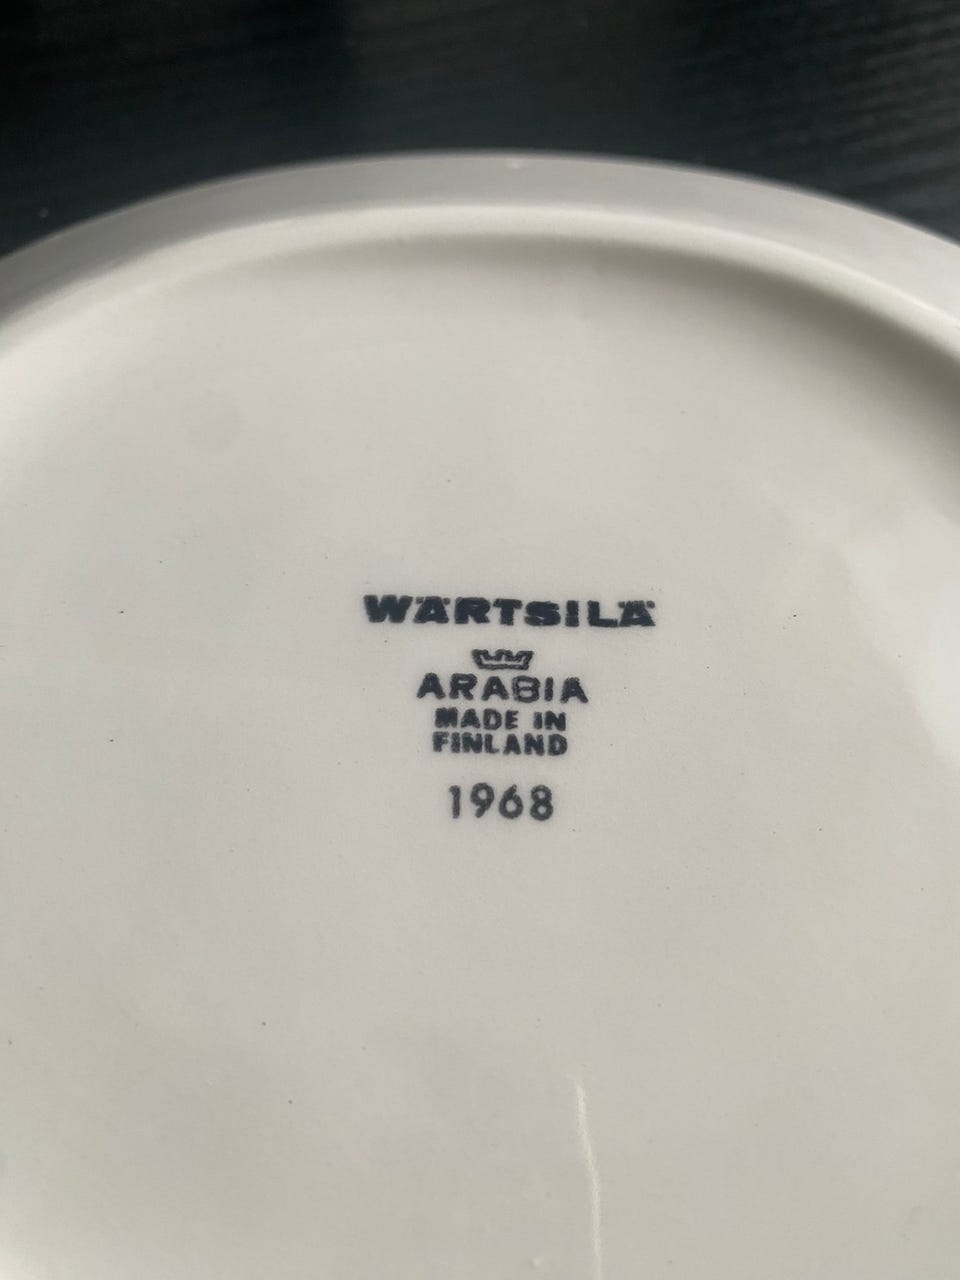 WÄRTSILÄ
ARABIA
MADE IN
FINLAND
1968